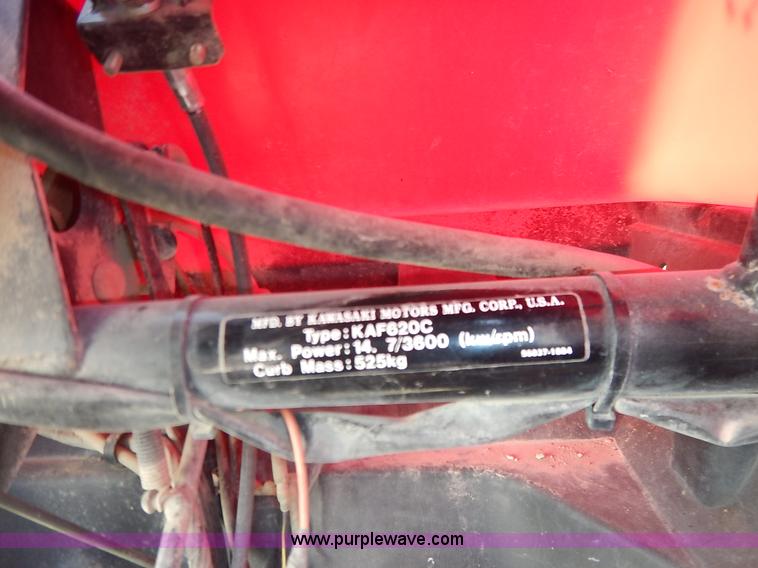 MFD. BY KAWASAKI MOTORS MFG. CORP., U.S.A.
Type: KAF620C
Max. Power: 14. 7/3600 (kw/rpm)
Curb Mass: 525kg
www.purplewave.com